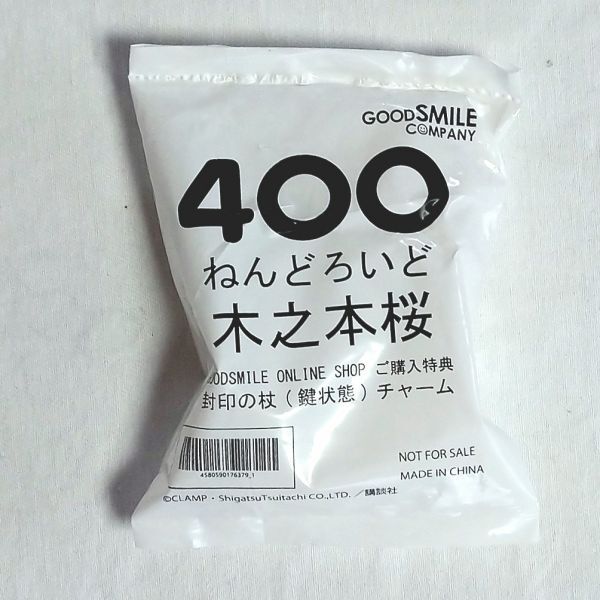 GOODSMILE
COMPANY
400
ねんどろいど
木之本桜
GOODSMILE ONLINE SHOP ご購入特典
封印の杖(鍵状態)チャーム
4580590176379_1
NOT FOR SALE
MADE IN CHINA
©CLAMP・ShigatsuTsuitachi CO.,LTD. /講談社